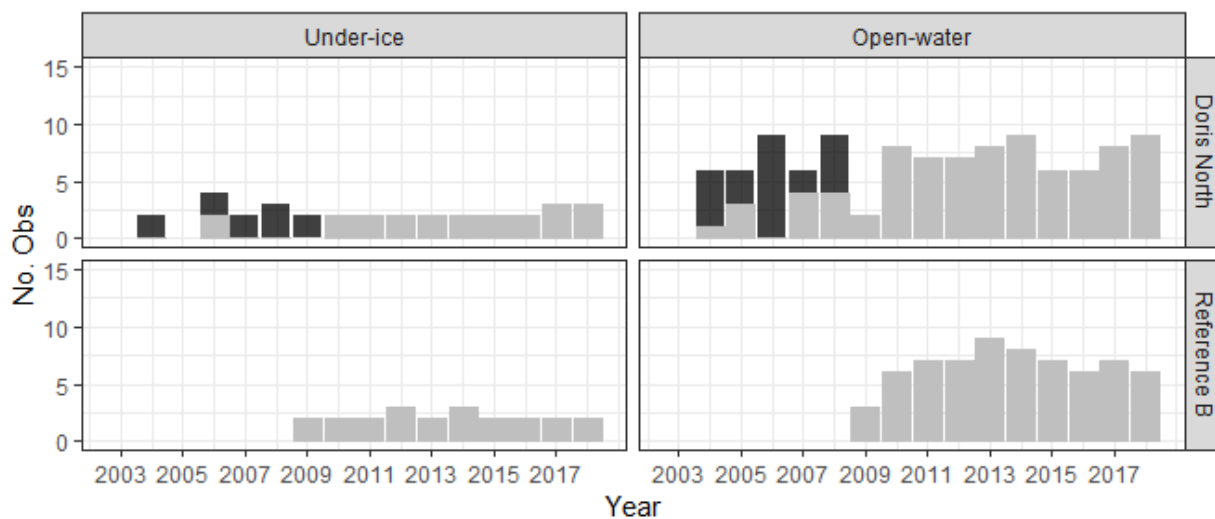 Under-ice Open-water
15
10
5
0
Doris North
No. Obs
15
10
5
0
Reference B
2003 2005 2007 2009 2011 2013 2015 2017 2003 2005 2007 2009 2011 2013 2015 2017
Year